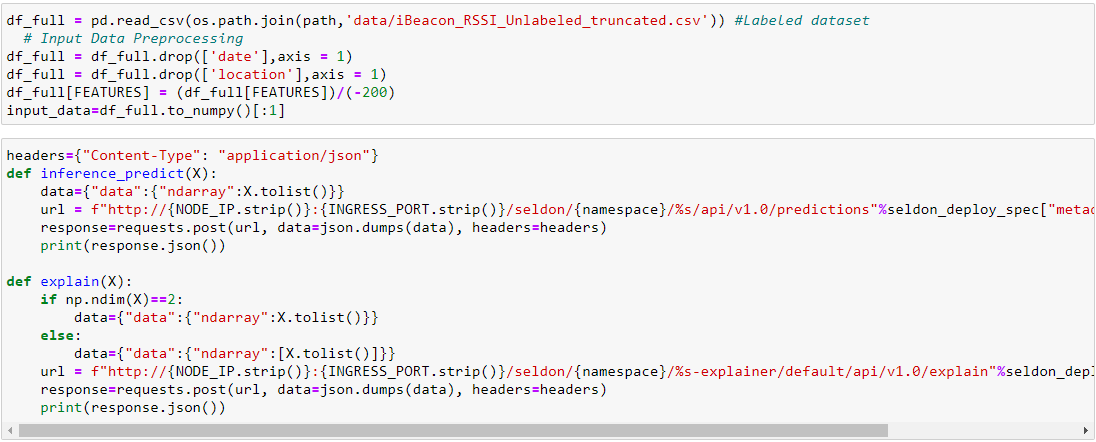 df_full = pd.read_csv(os.path.join(path,'data/iBeacon_RSSI_Unlabeled_truncated.csv')) #Labeled dataset
  # Input Data Preprocessing
df_full = df_full.drop(['date'],axis = 1)
df_full = df_full.drop(['location'],axis = 1)
df_full[FEATURES] = (df_full[FEATURES])/(-200)
input_data=df_full.to_numpy()[:1]
headers={"Content-Type": "application/json"}
def inference_predict(X):
    data={"data":{"ndarray":X.tolist()}}
    url = f"http://{NODE_IP.strip()}:{INGRESS_PORT.strip()}/seldon/{namespace}/%s/api/v1.0/predictions"%seldon_deploy_spec["metad
    response=requests.post(url, data=json.dumps(data), headers=headers)
    print(response.json())
def explain(X):
    if np.ndim(X)==2:
        data={"data":{"ndarray":X.tolist()}}
    else:
        data={"data":{"ndarray":[X.tolist()]}}
    url = f"http://{NODE_IP.strip()}:{INGRESS_PORT.strip()}/seldon/{namespace}/%s-explainer/default/api/v1.0/explain"%seldon_depl
    response=requests.post(url, data=json.dumps(data), headers=headers)
    print(response.json())